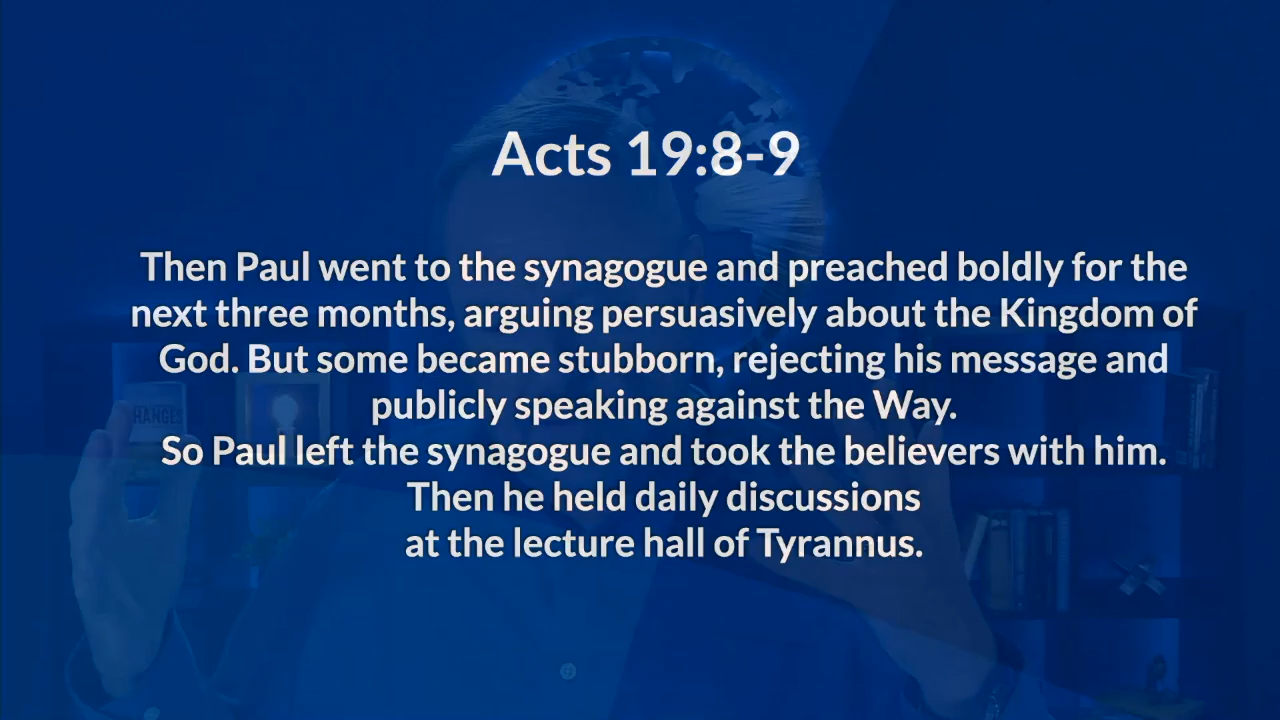 Acts 19:8-9
Then Paul went to the synagogue and preached boldly for the
next three months, arguing persuasively about the Kingdom of
God. But some became stubborn, rejecting his message and
publicly speaking against the Way.
So Paul left the synagogue and took the believers with him.
Then he held daily discussions
at the lecture hall of Tyrannus.